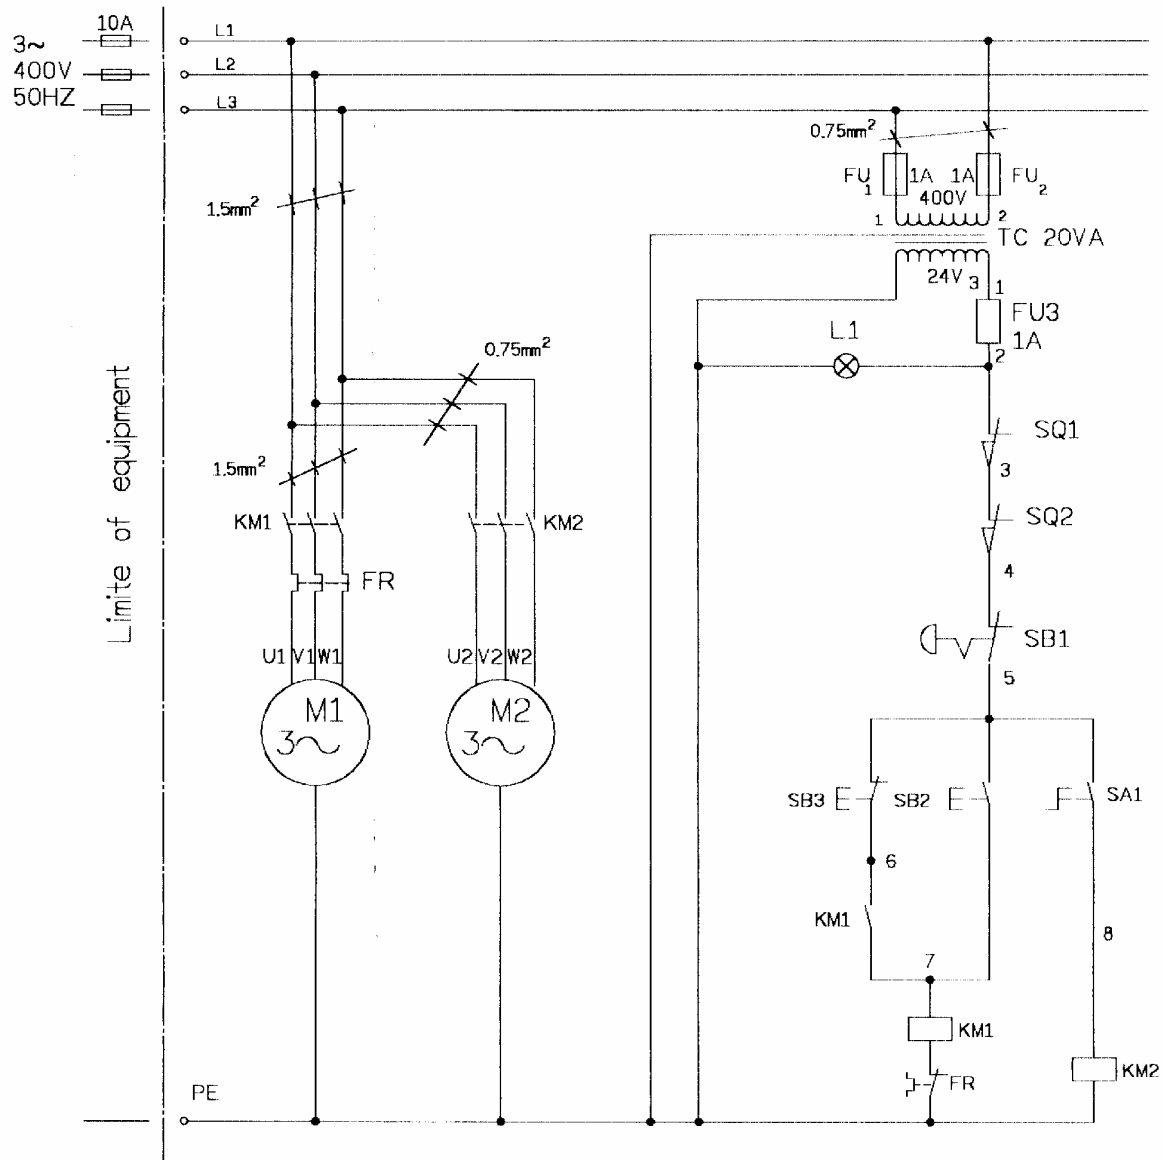 10A
3~
400V
50HZ
L1
L2
L3
0.75mm²
FU1
1A
1A
FU2
400V
1
2
1.5mm²
TC 20VA
24V
3
1
FU3
1A
2
L1
0.75mm²
SQ1
3
1.5mm²
SQ2
4
KM1
KM2
FR
SB1
5
Limite of equipment
U1
V1
W1
U2
V2
W2
M1
3~
M2
3~
SB3
SB2
SA1
6
KM1
8
7
KM1
KM2
FR
PE